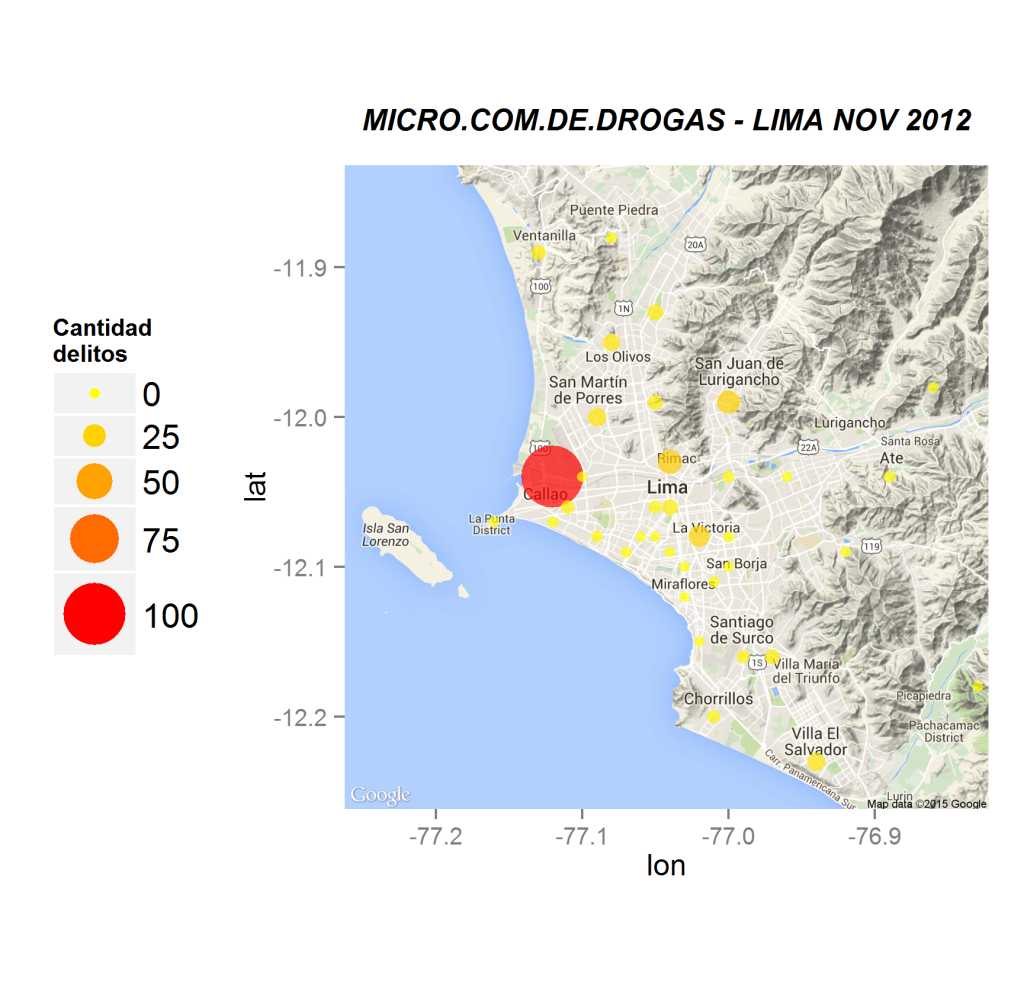 MICRO.COM.DE.DROGAS - LIMA NOV 2012
Cantidad
delitos
0
25
50
75
100
lat
-11.9
-12.0
-12.1
-12.2
Puente Piedra
Ventanilla
20A
100
1N
Los Olivos
San Juan de
Lurigancho
San Martín
de Porres
Lurigancho
100
22A
Santa Rosa
Ate
Rimac
Lima
Callao
La Punta
District
Isla San
Lorenzo
La Victoria
119
San Borja
Miraflores
Santiago
de Surco
1S
Villa María
del Triunfo
Chorrillos
Picapiedra
Pachacamac
District
Villa El
Salvador
Carr. Panamericana Sur
Lurin
Google
Map data ©2015 Google
-77.2
-77.1
-77.0
-76.9
lon